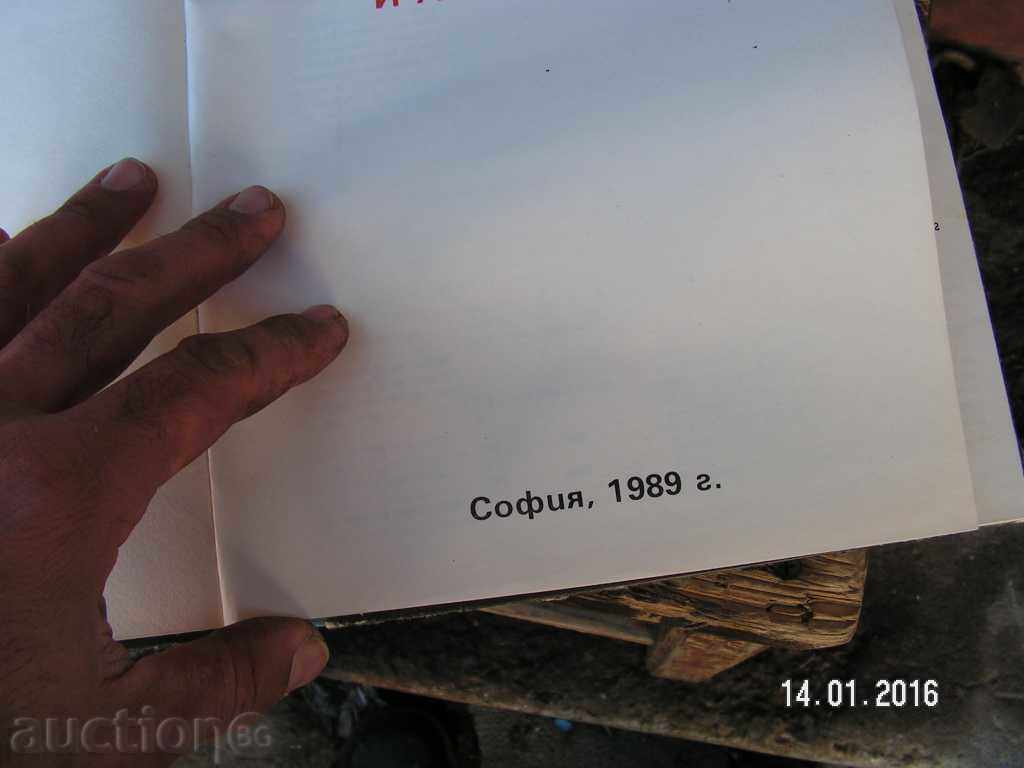 София, 1989 г.
г
14.01.2016
auction BG